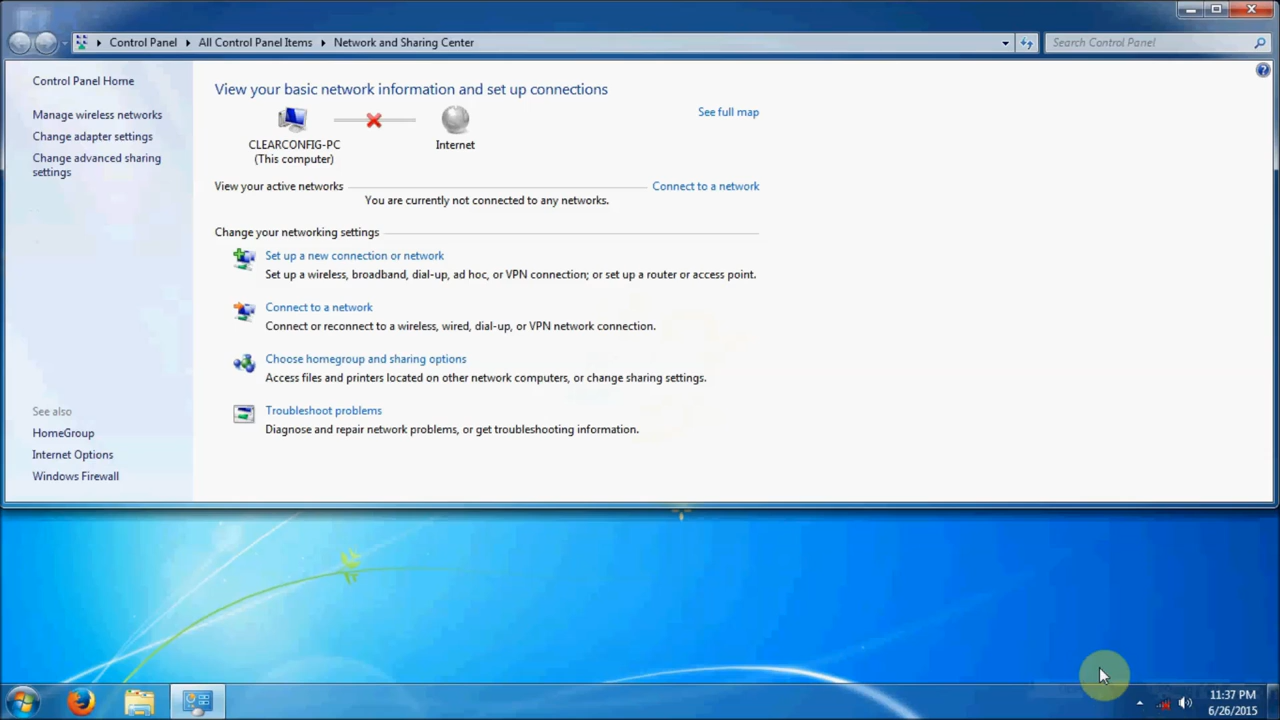 Control Panel
All Control Panel Items
Network and Sharing Center
Search Control Panel
Control Panel Home
Manage wireless networks
Change adapter settings
Change advanced sharing
settings
See also
HomeGroup
Internet Options
Windows Firewall
View your basic network information and set up connections
See full map
CLEARCONFIG-PC
(This computer)
Internet
View your active networks
Connect to a network
You are currently not connected to any networks.
Change your networking settings
Set up a new connection or network
Set up a wireless, broadband, dial-up, ad hoc, or VPN connection; or set up a router or access point.
Connect to a network
Connect or reconnect to a wireless, wired, dial-up, or VPN network connection.
Choose homegroup and sharing options
Access files and printers located on other network computers, or change sharing settings.
Troubleshoot problems
Diagnose and repair network problems, or get troubleshooting information.
11:37 PM
6/26/2015